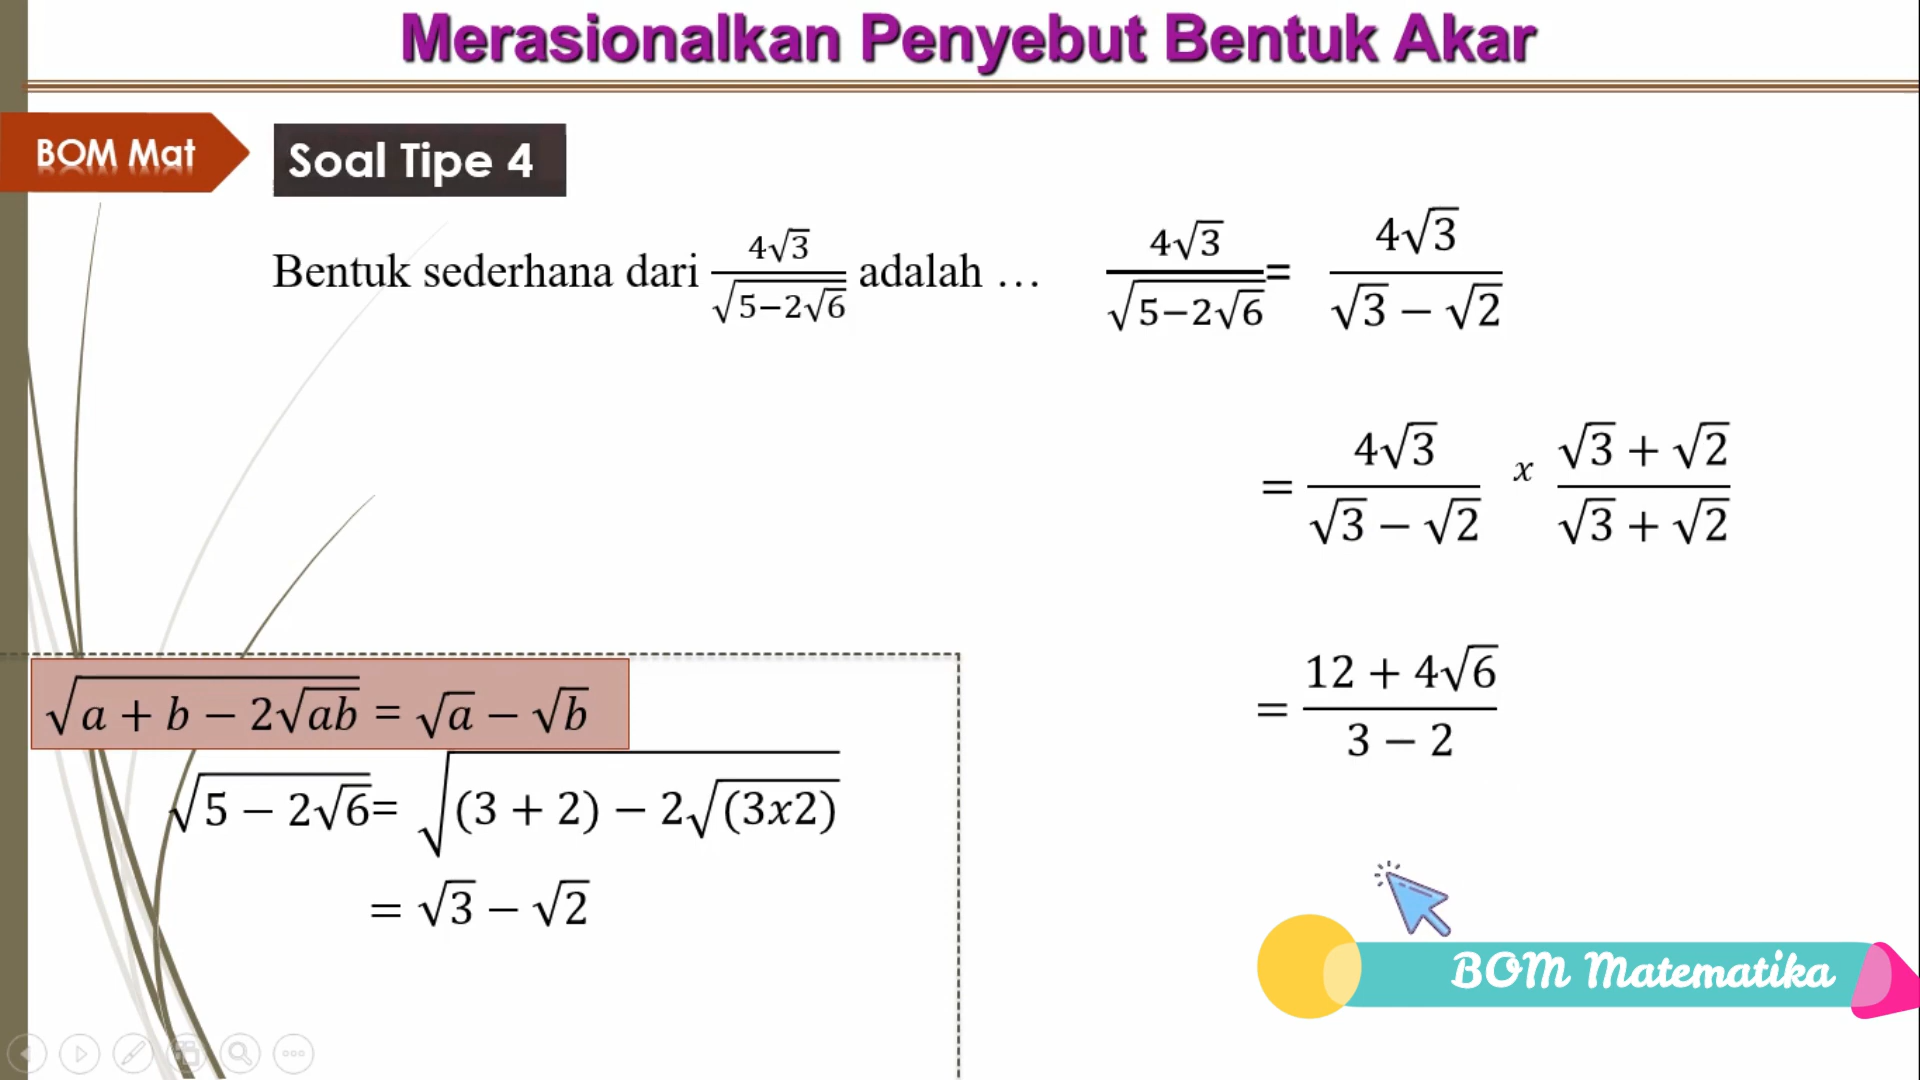 Merasionalkan Penyebut Bentuk Akar
BOM Mat
Soal Tipe 4
Bentuk sederhana dari 4√3/√(5−2√6) adalah …
4√3/√(5−2√6) = 4√3/(√3 − √2)
= 4√3/(√3 − √2) x (√3 + √2)/(√3 + √2)
= (12 + 4√6)/(3 − 2)
√(a + b − 2√(ab)) = √a − √b
√(5 − 2√6) = √((3 + 2) − 2√((3x2)))
= √3 − √2
BOM Matematika